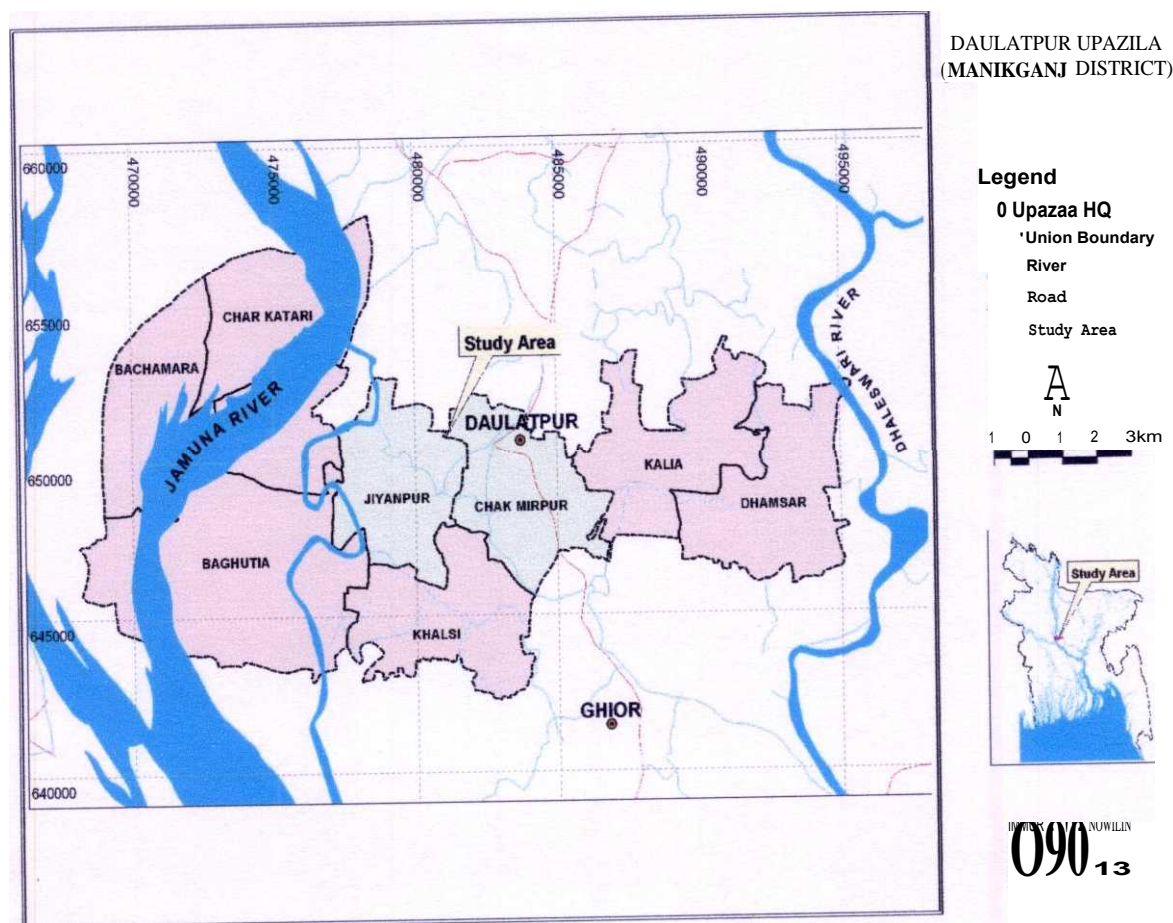 DAULATPUR UPAZILA
(MANIKGANJ DISTRICT)
Legend
0 Upazaa HQ
'Union Boundary
River
Road
Study Area
A
N
1 0 1 2 3km
Study Area
NOWILIN
O90 13
470000
475000
480000
485000
490000
495000
660000
655000
650000
645000
640000
CHAR KATARI
BACHAMARA
JAMUNA RIVER
Study Area
DAULATPUR
DHALESWARI RIVER
KALIA
JIYANPUR
CHAK MIRPUR
DHAMSAR
BAGHUTIA
KHALSI
GHIOR